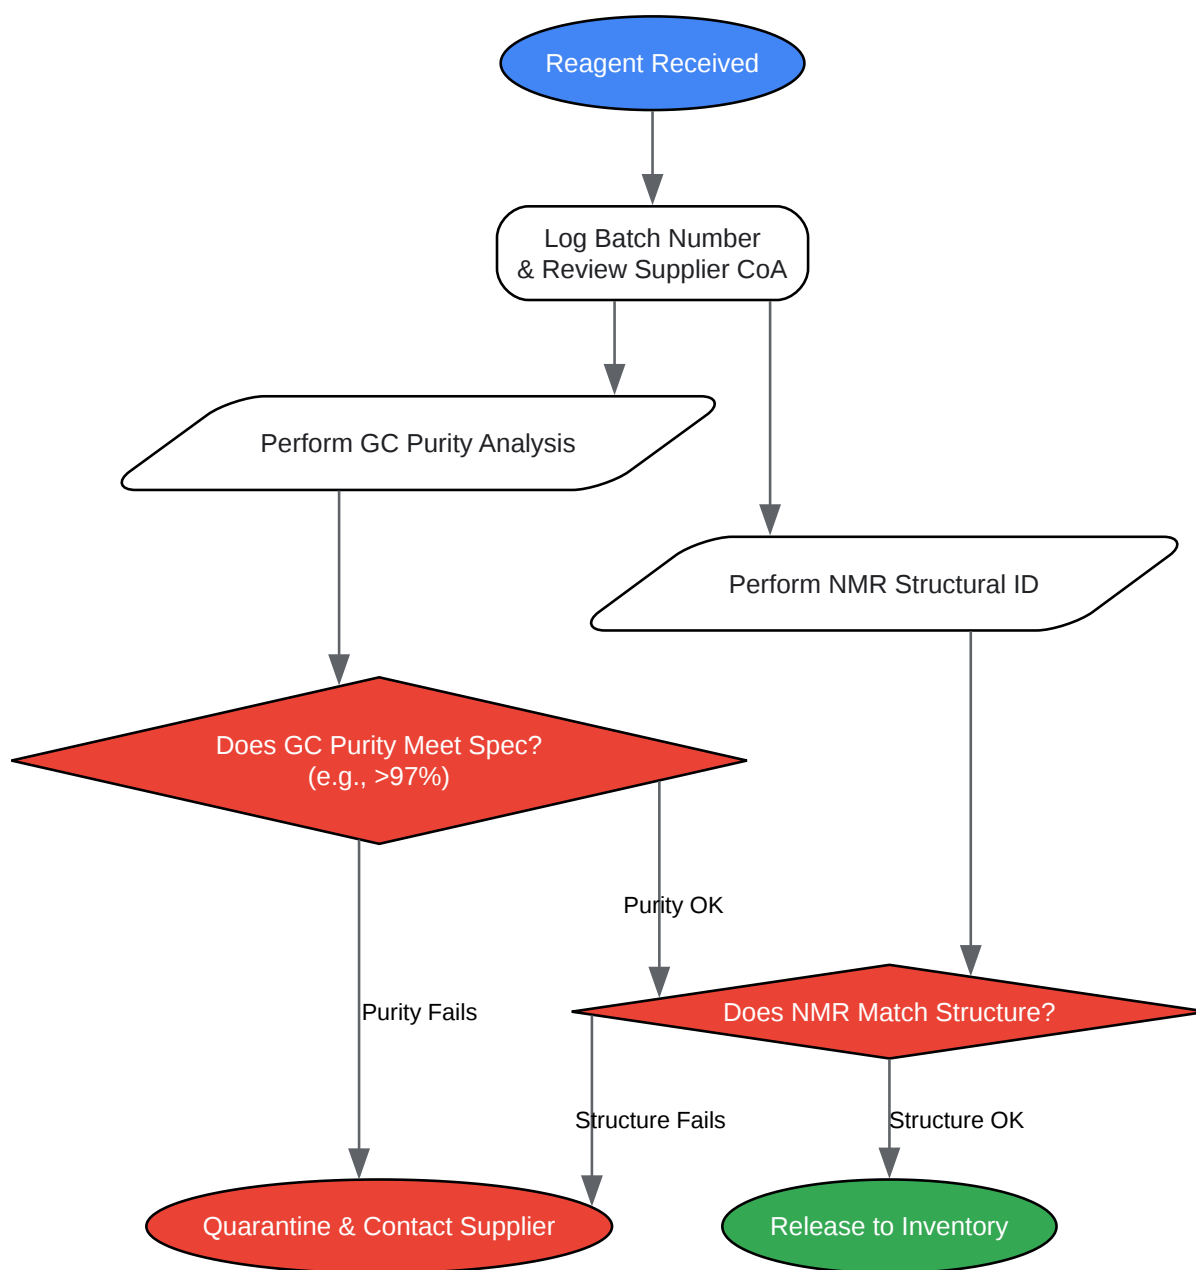 Reagent Received
Log Batch Number
& Review Supplier CoA
Perform GC Purity Analysis
Perform NMR Structural ID
Does GC Purity Meet Spec?
(e.g., >97%)
Purity OK
Purity Fails
Does NMR Match Structure?
Structure Fails
Structure OK
Quarantine & Contact Supplier
Release to Inventory